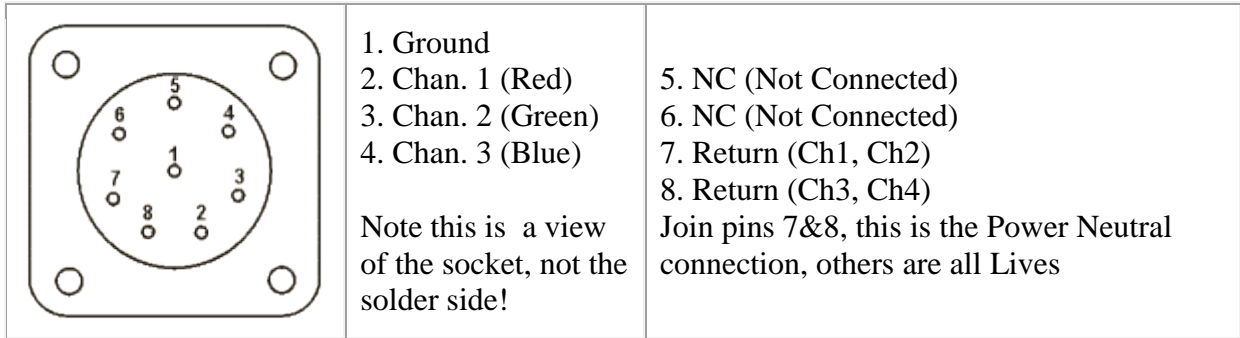 5
6 4
1
7 3
8 2
1. Ground
2. Chan. 1 (Red)
3. Chan. 2 (Green)
4. Chan. 3 (Blue)
Note this is a view
of the socket, not the
solder side!
5. NC (Not Connected)
6. NC (Not Connected)
7. Return (Ch1, Ch2)
8. Return (Ch3, Ch4)
Join pins 7&8, this is the Power Neutral
connection, others are all Lives